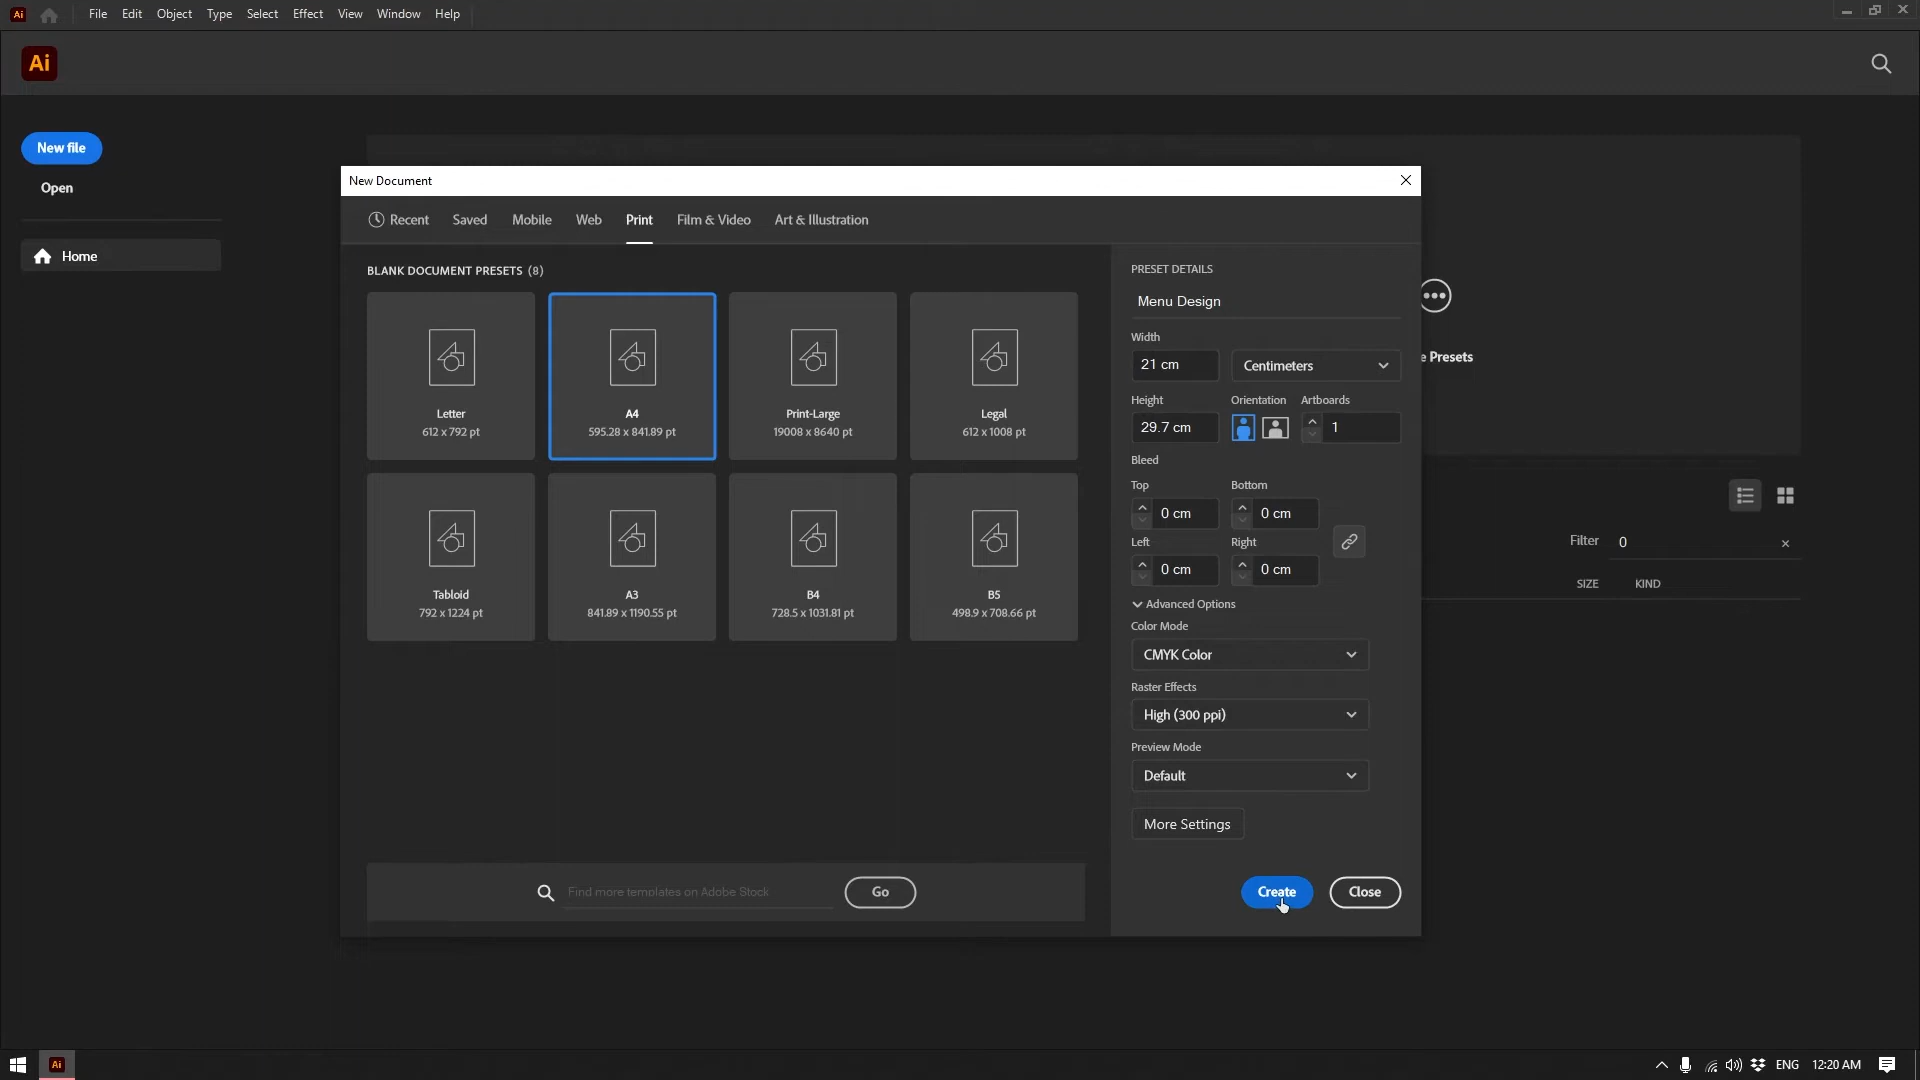 Ai File Edit Object Type Select Effect View Window Help
Ai
New file
Open
Home
New Document
Recent Saved Mobile Web Print Film & Video Art & Illustration
BLANK DOCUMENT PRESETS (8)
Letter
612 x 792 pt
A4
595.28 x 841.89 pt
Print-Large
19008 x 8640 pt
Legal
612 x 1008 pt
Tabloid
792 x 1224 pt
A3
841.89 x 1190.55 pt
B4
728.5 x 1031.81 pt
B5
498.9 x 708.66 pt
Find more templates on Adobe Stock
Go
PRESET DETAILS
Menu Design
Width
21 cm Centimeters
Height Orientation Artboards
29.7 cm 1
Bleed
Top Bottom
0 cm 0 cm
Left Right
0 cm 0 cm
Advanced Options
Color Mode
CMYK Color
Raster Effects
High (300 ppi)
Preview Mode
Default
More Settings
Create Close
e Presets
Filter 0
SIZE KIND
Ai ENG 12:20 AM